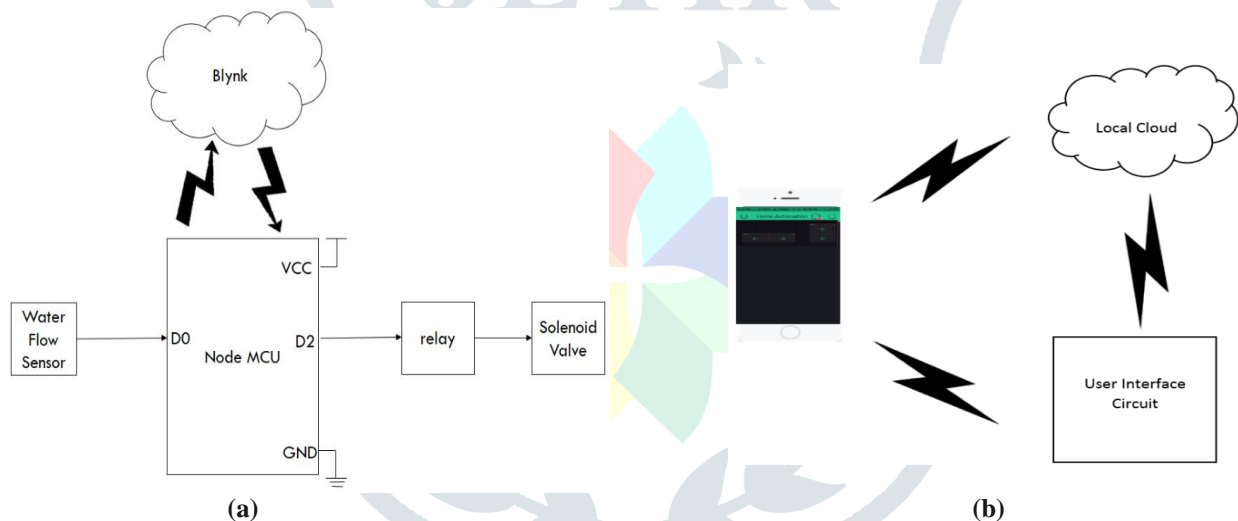 Blynk
VCC
Water
Flow
Sensor
D0
Node MCU
D2
relay
Solenoid
Valve
GND
(a)
Home Automation
Local Cloud
User Interface
Circuit
(b)